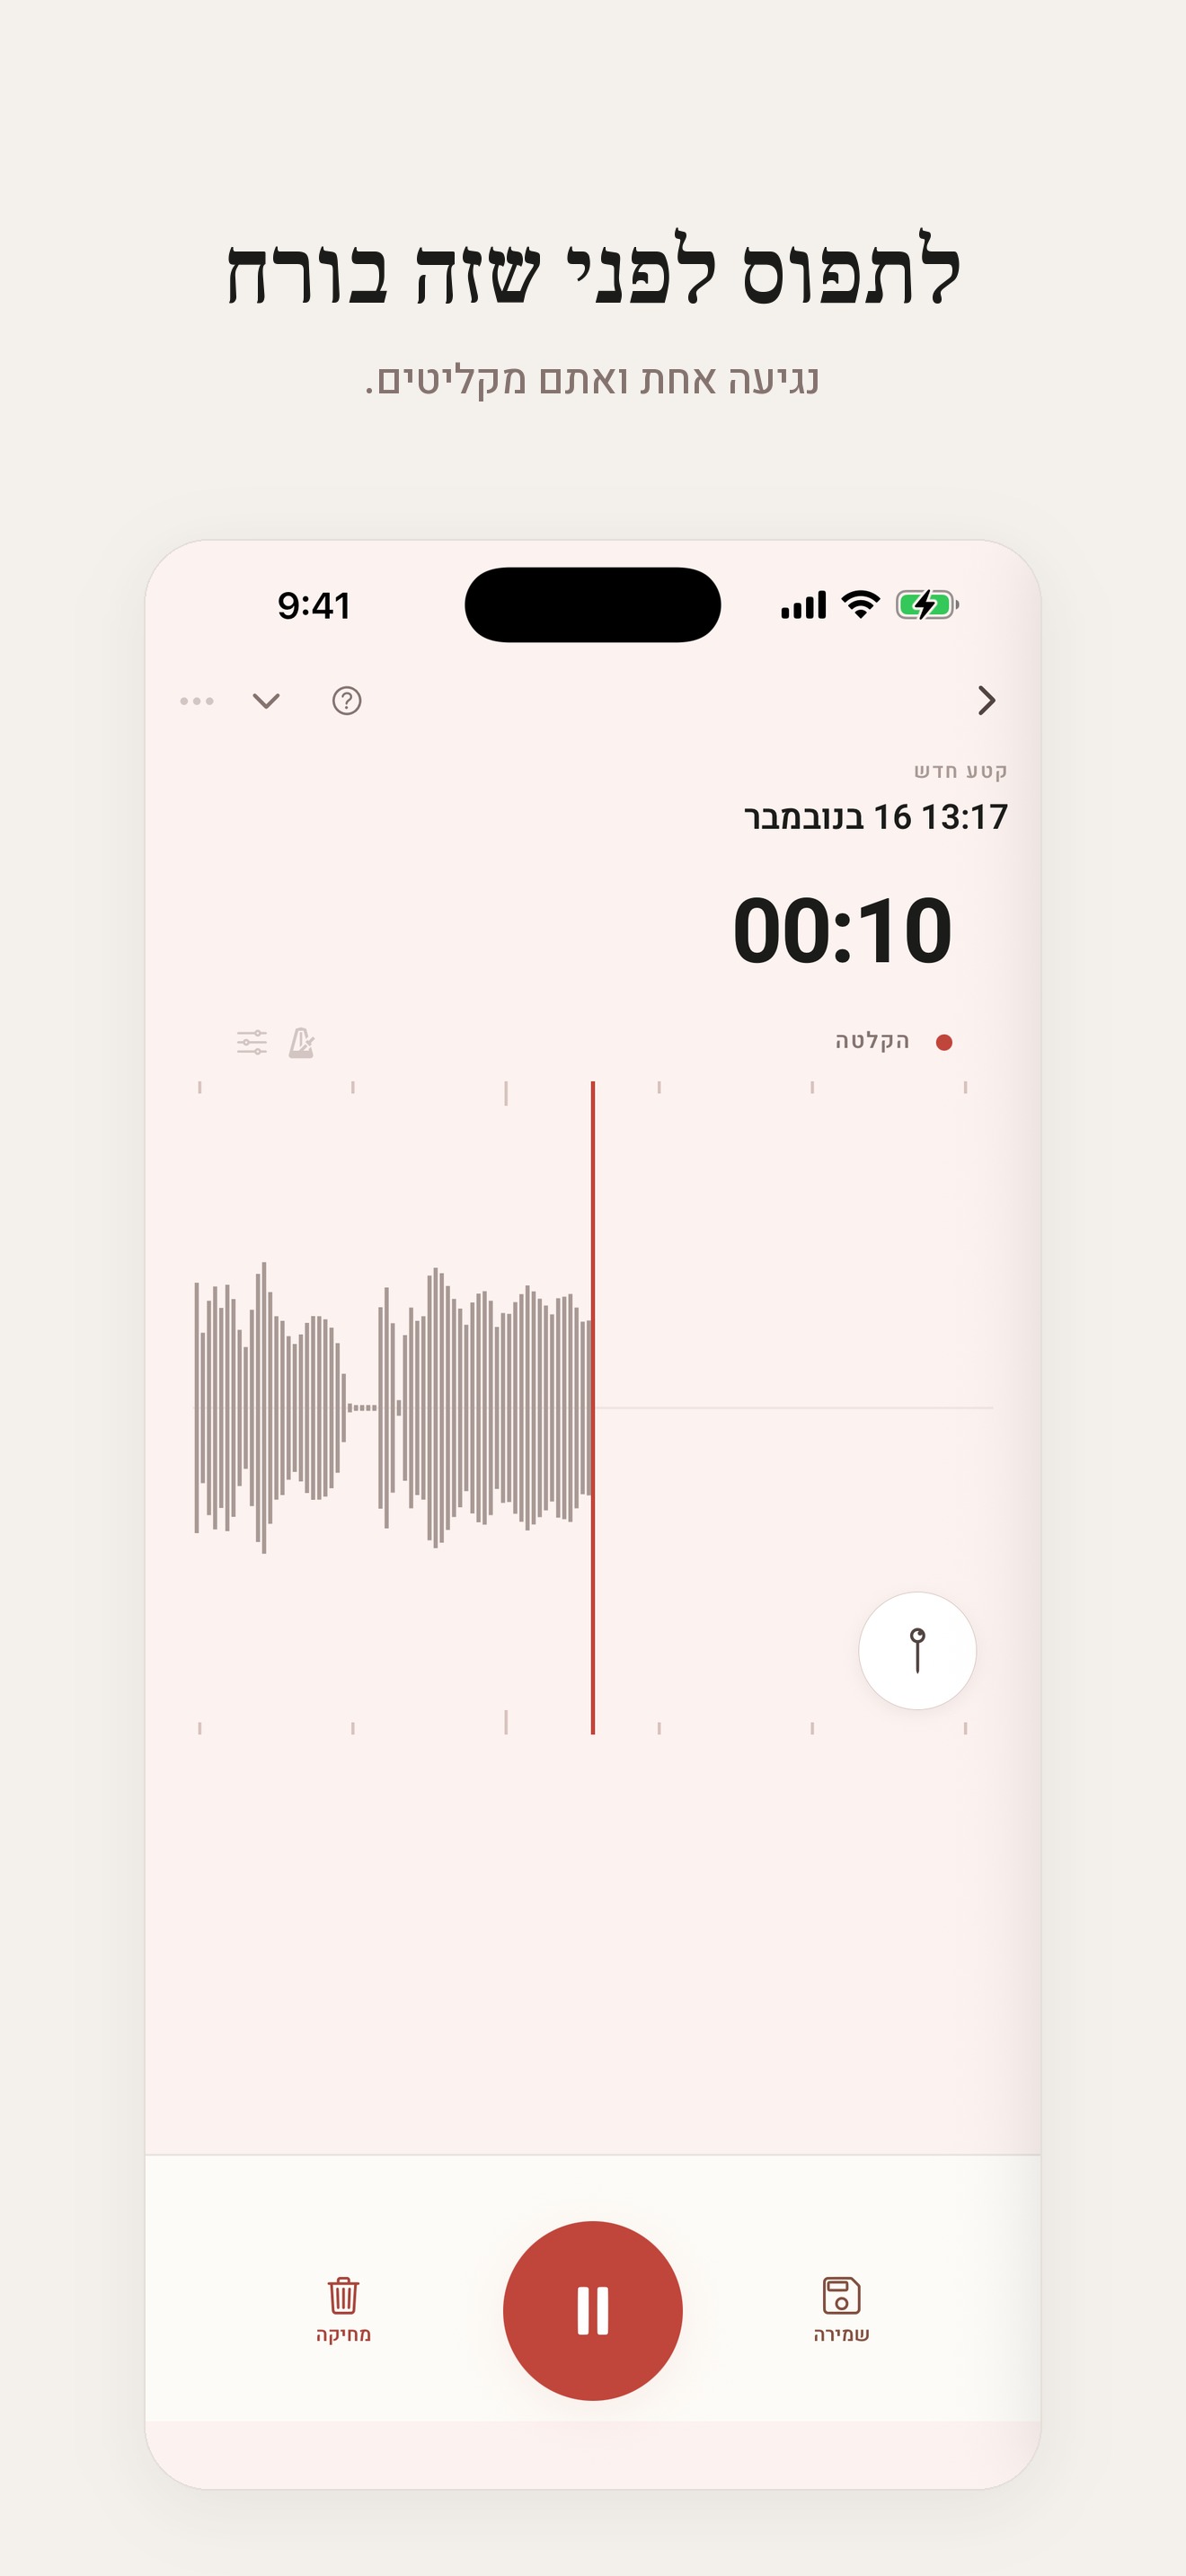 לתפוס לפני שזה בורח
נגיעה אחת ואתם מקליטים.
9:41
קטע חדש
13:17 16 בנובמבר
00:10
הקלטה
שמירה
מחיקה